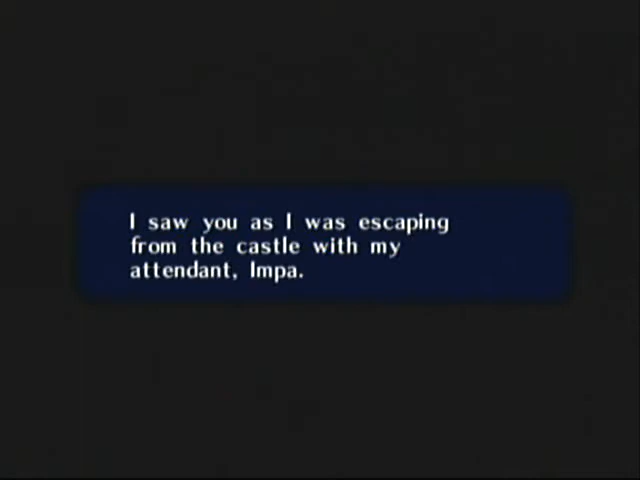 I saw you as I was escaping
from the castle with my
attendant, Impa.